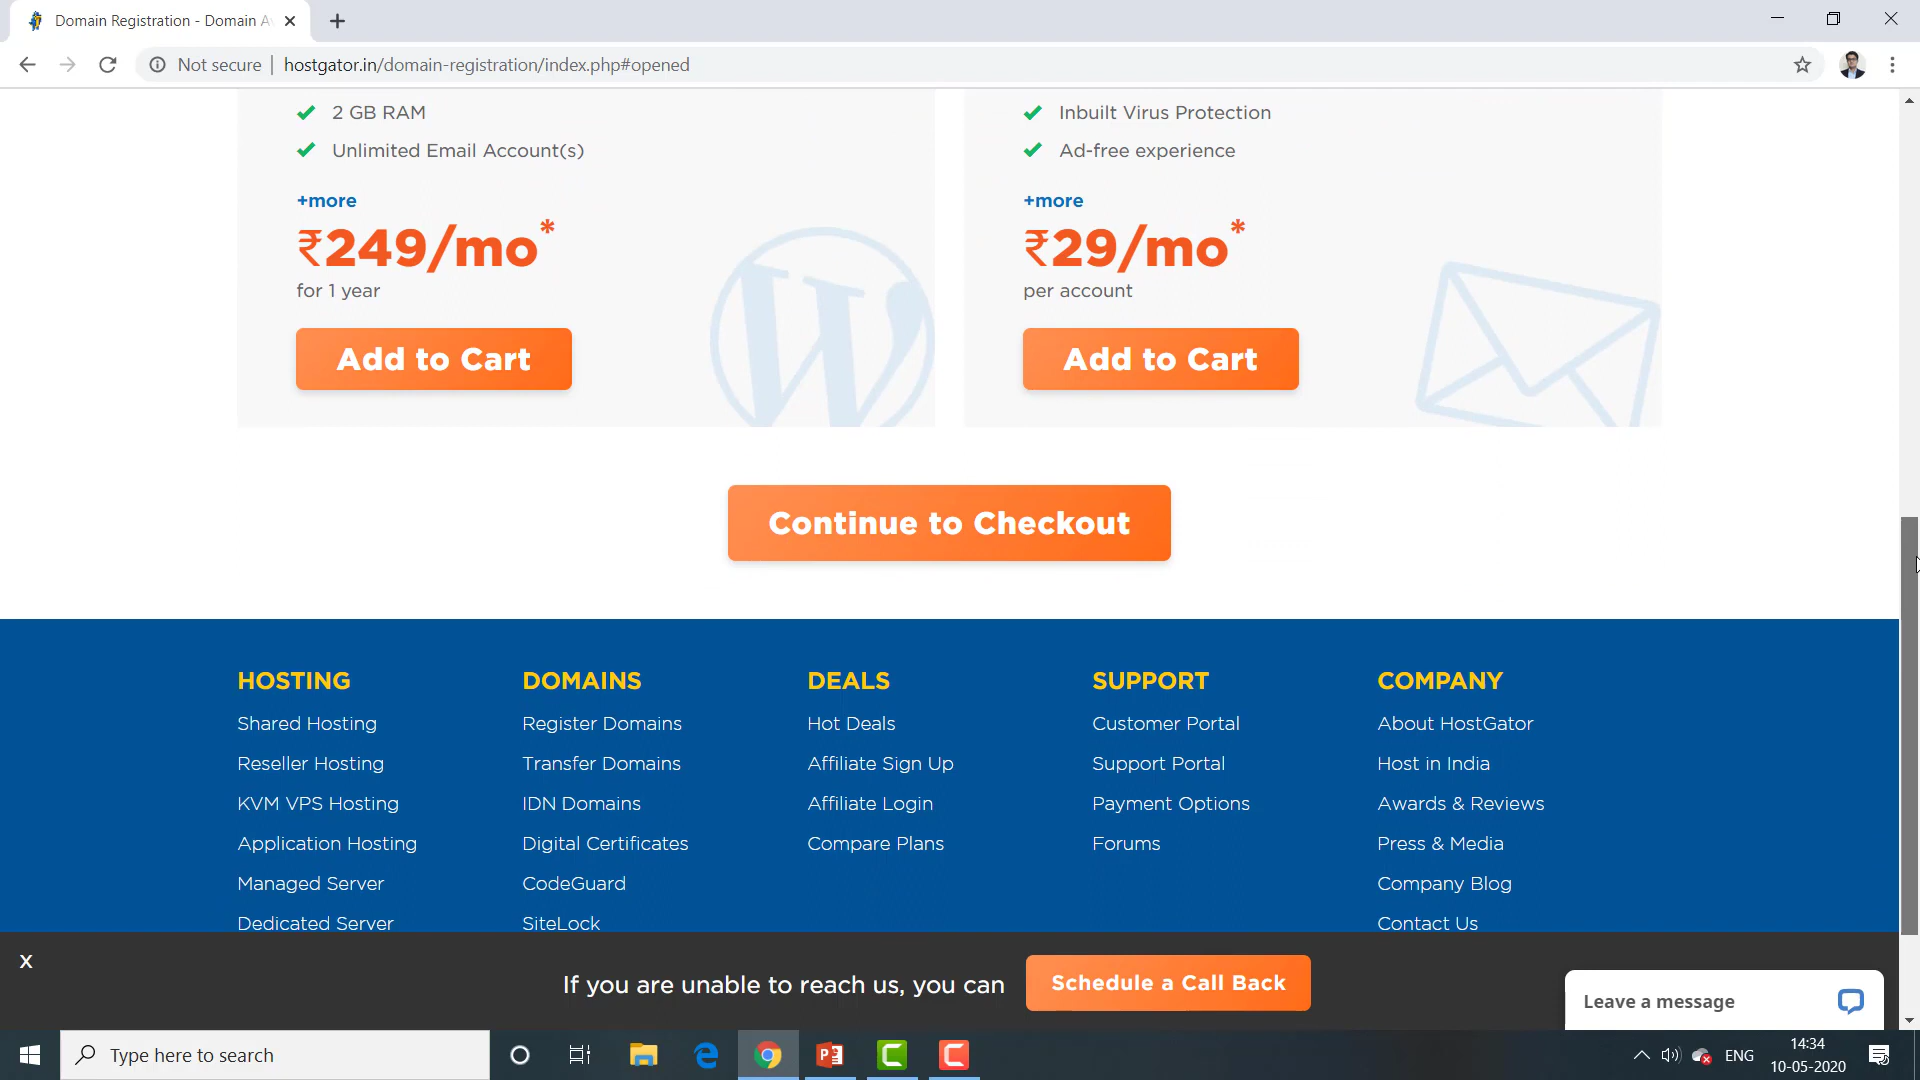 Domain Registration - Domain A
Not secure
hostgator.in/domain-registration/index.php#opened
2 GB RAM
Unlimited Email Account(s)
+more
₹249/mo*
for 1 year
Add to Cart
Inbuilt Virus Protection
Ad-free experience
+more
₹29/mo*
per account
Add to Cart
Continue to Checkout
HOSTING
Shared Hosting
Reseller Hosting
KVM VPS Hosting
Application Hosting
Managed Server
Dedicated Server
DOMAINS
Register Domains
Transfer Domains
IDN Domains
Digital Certificates
CodeGuard
SiteLock
DEALS
Hot Deals
Affiliate Sign Up
Affiliate Login
Compare Plans
SUPPORT
Customer Portal
Support Portal
Payment Options
Forums
COMPANY
About HostGator
Host in India
Awards & Reviews
Press & Media
Company Blog
Contact Us
X
If you are unable to reach us, you can
Schedule a Call Back
Leave a message
Type here to search
ENG
14:34
10-05-2020